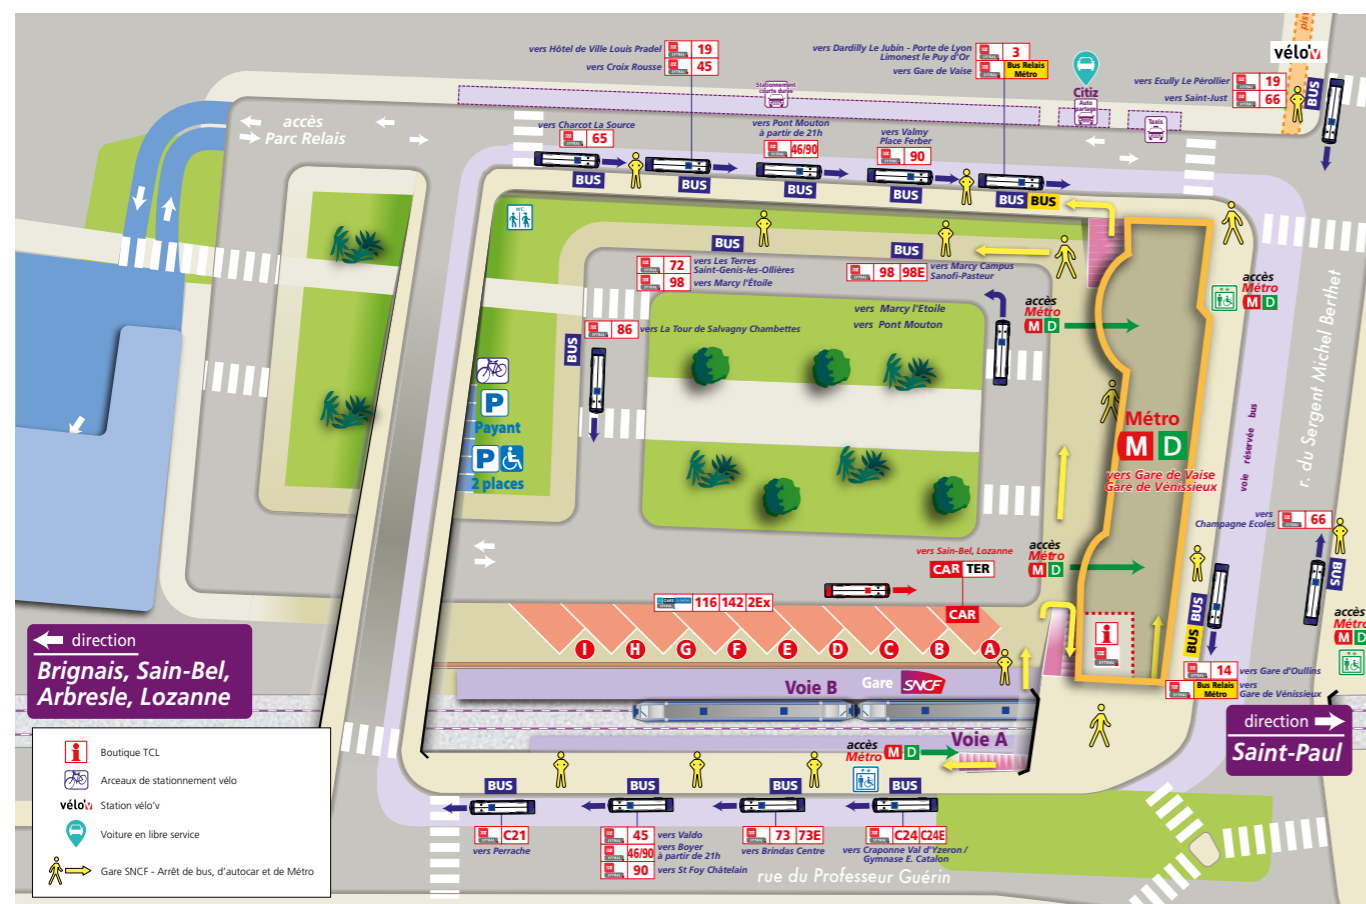 vers Hôtel de Ville Louis Pradel
19
vers Croix Rousse
45
vers Dardilly Le Jubin - Porte de Lyon
Limonest le Puy d'Or
3
vers Gare de Vaise
Bus Relais
Métro
vélo'v
vers Ecully Le Pérollier
19
vers Saint-Just
66
BUS
Stationnement
courte durée
Citiz
Auto
partage
Taxis
accès
Parc Relais
vers Charcot La Source
65
BUS
BUS
vers Pont Mouton
à partir de 21h
46/90
BUS
vers Valmy
Place Ferber
90
BUS
BUS BUS
WC
BUS
72
vers Les Terres
Saint-Genis-les-Ollières
98
vers Marcy l'Étoile
BUS
98 98E
vers Marcy Campus
Sanofi-Pasteur
86
vers La Tour de Salvagny Chambettes
BUS
vers Marcy l'Etoile
vers Pont Mouton
accès
Métro
M D
accès
Métro
M D
P
Payant
P
2 places
Métro
M D
vers Gare de Vaise
Gare de Vénissieux
voie réservée bus
r. du Sergent Michel Berthet
vers
Champagne Ecoles
66
BUS
accès
Métro
M D
vers Sain-Bel, Lozanne
CAR TER
CAR
accès
Métro
M D
116 142 2Ex
I H G F E D C B A
i
BUS BUS
14
vers Gare d'Oullins
Bus Relais
Métro
vers
Gare de Vénissieux
direction
Brignais, Sain-Bel,
Arbresle, Lozanne
Voie B
Gare SNCF
Voie A
accès
Métro
M D
direction
Saint-Paul
BUS
C21
vers Perrache
BUS
45
vers Valdo
46/90
vers Boyer
à partir de 21h
90
vers St Foy Châtelain
BUS
73 73E
vers Brindas Centre
BUS
C24 C24E
vers Craponne Val d'Yzeron /
Gymnase E. Catalon
rue du Professeur Guérin
i
Boutique TCL
Arceaux de stationnement vélo
vélo'v
Station vélo'v
Voiture en libre service
Gare SNCF - Arrêt de bus, d'autocar et de Métro